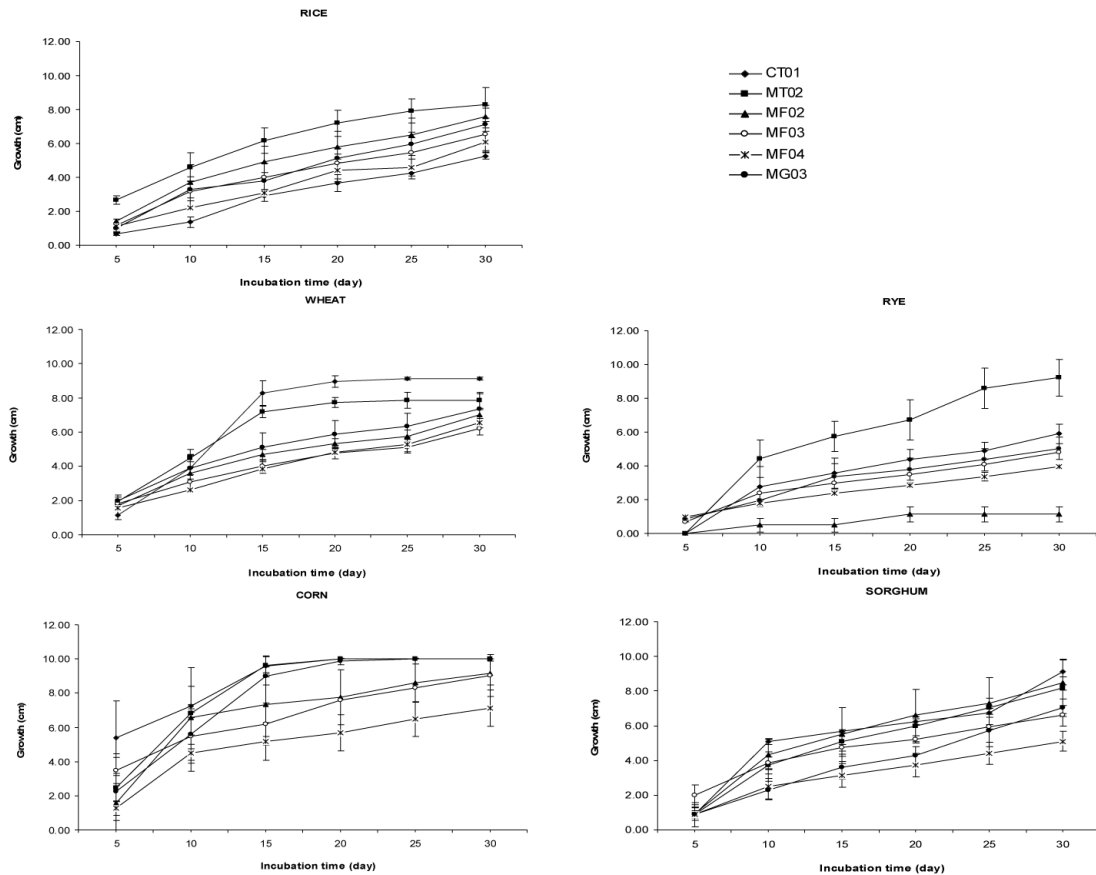 RICE
12.00
10.00
8.00
6.00
4.00
2.00
0.00
Growth (cm)
5 10 15 20 25 30
Incubation time (day)
CT01
MT02
MF02
MF03
MF04
MG03
WHEAT
12.00
10.00
8.00
6.00
4.00
2.00
0.00
Growth (cm)
5 10 15 20 25 30
Incubation time (day)
RYE
12.00
10.00
8.00
6.00
4.00
2.00
0.00
Growth (cm)
5 10 15 20 25 30
Incubation time (day)
CORN
12.00
10.00
8.00
6.00
4.00
2.00
0.00
Growth (cm)
5 10 15 20 25 30
Incubation time (day)
SORGHUM
12.00
10.00
8.00
6.00
4.00
2.00
0.00
Growth (cm)
5 10 15 20 25 30
Incubation time (day)